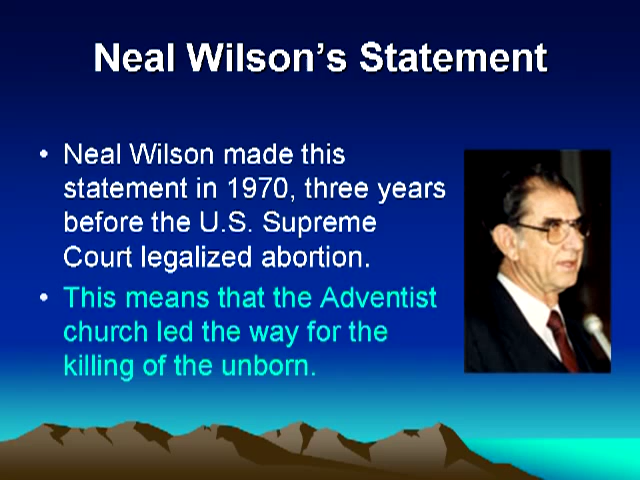 Neal Wilson's Statement
• Neal Wilson made this
statement in 1970, three years
before the U.S. Supreme
Court legalized abortion.
• This means that the Adventist
church led the way for the
killing of the unborn.